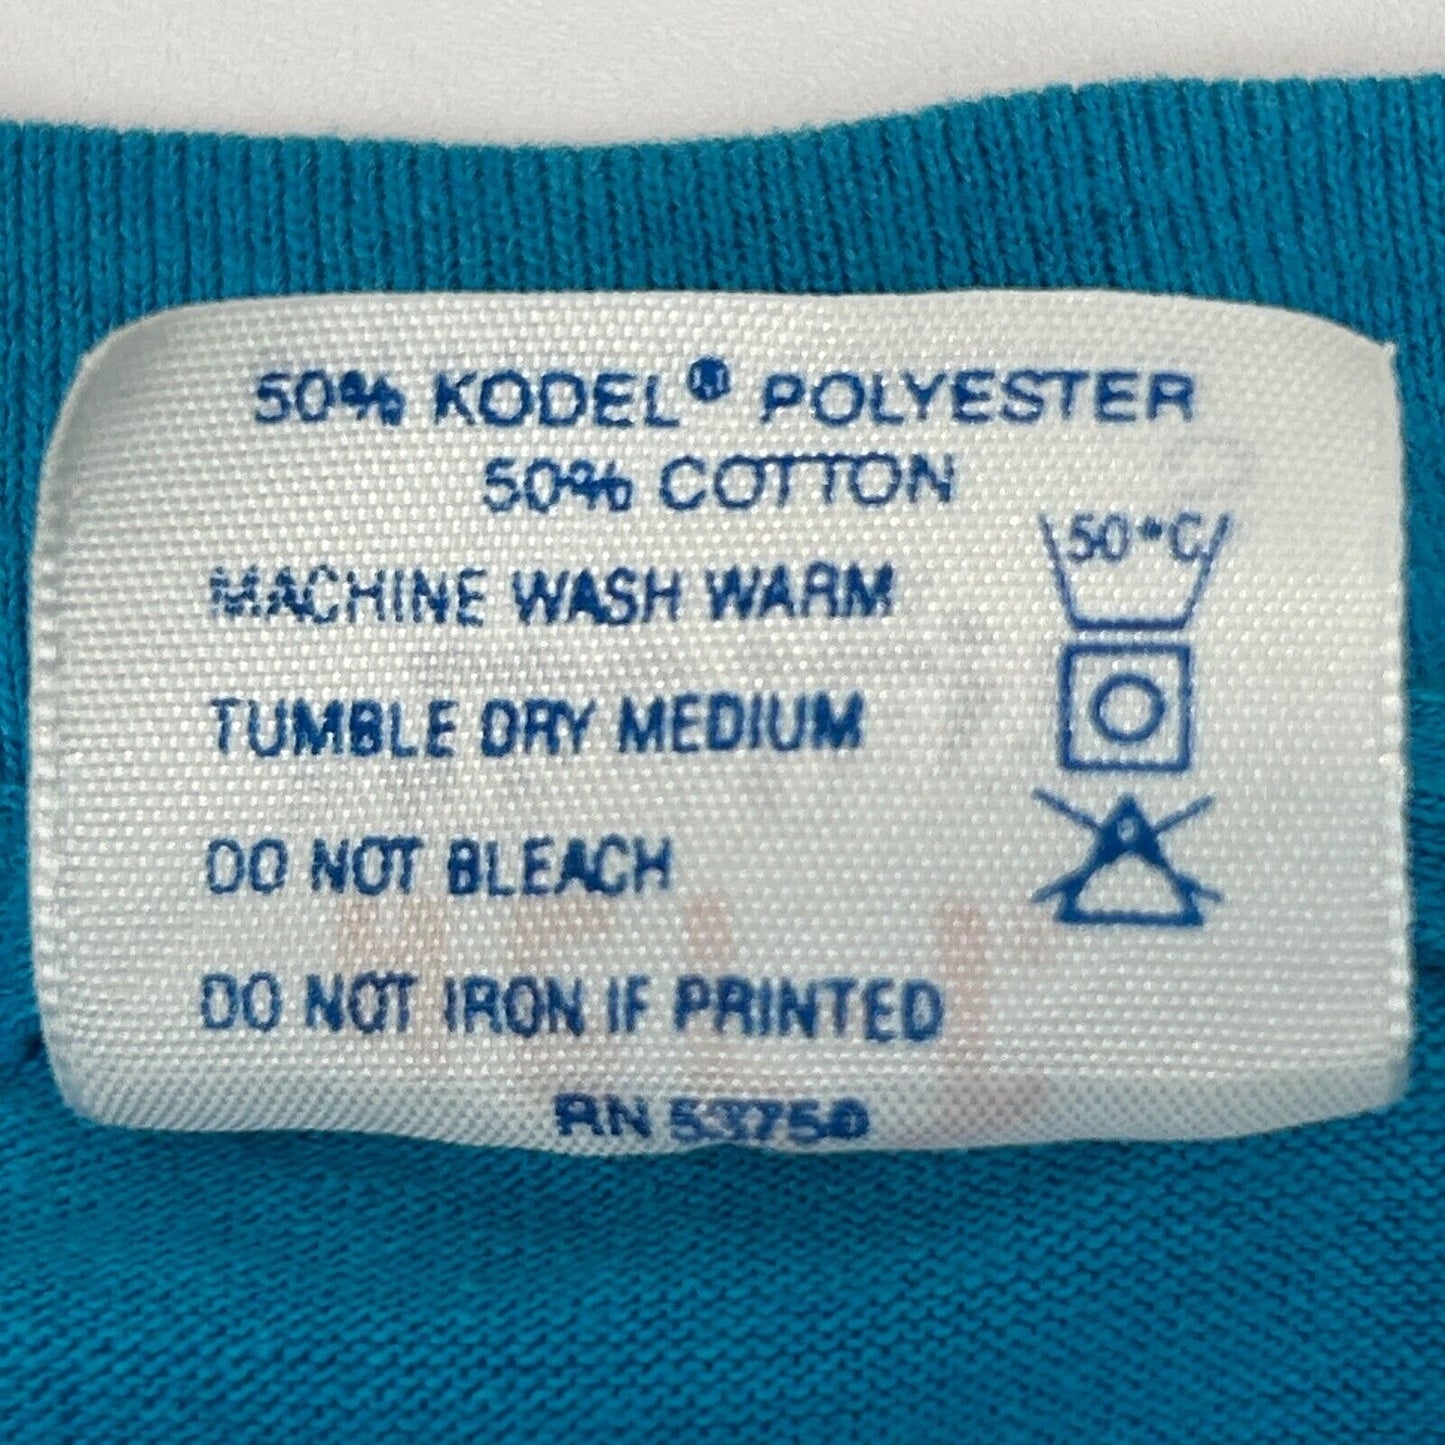 50% KODEL® POLYESTER
50% COTTON
50°C
MACHINE WASH WARM
TUMBLE DRY MEDIUM
DO NOT BLEACH
DO NOT IRON IF PRINTED
RN 53750